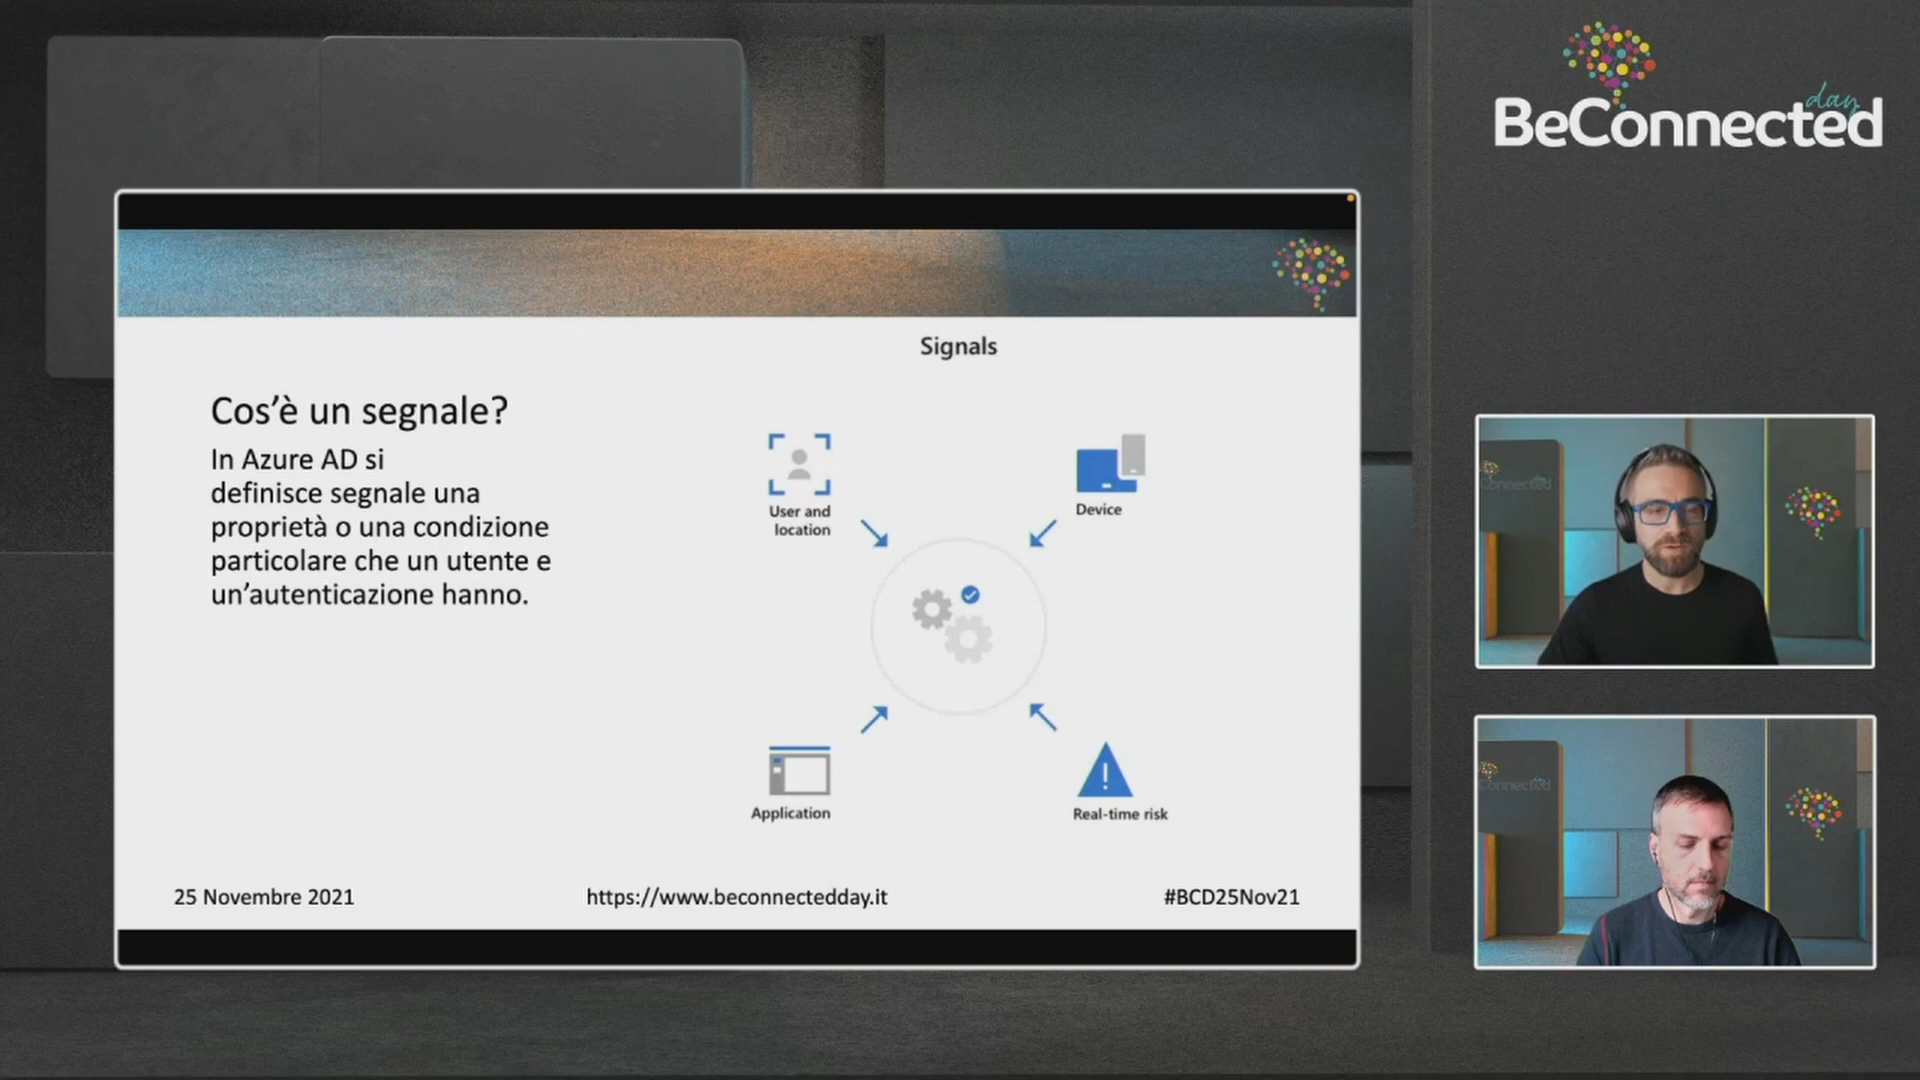 day
BeConnected
Signals
Cos’è un segnale?
In Azure AD si
definisce segnale una
proprietà o una condizione
particolare che un utente e
un’autenticazione hanno.
User and
location
Device
Application
Real-time risk
25 Novembre 2021
https://www.beconnectedday.it
#BCD25Nov21
Connected
Connected